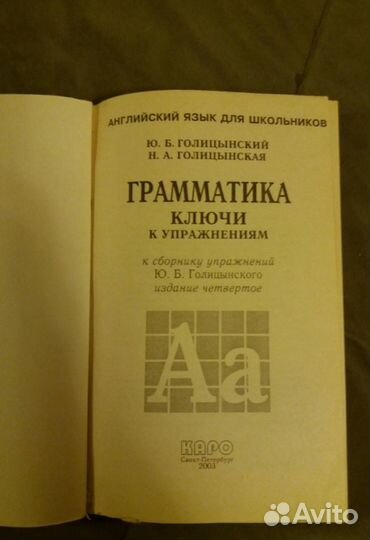 АНГЛИЙСКИЙ ЯЗЫК ДЛЯ ШКОЛЬНИКОВ
Ю. Б. ГОЛИЦЫНСКИЙ
Н. А. ГОЛИЦЫНСКАЯ
ГРАММАТИКА
КЛЮЧИ
К УПРАЖНЕНИЯМ
к сборнику упражнений
Ю. Б. Голицынского
издание четвертое
Аа
КАРО
Санкт-Петербург
2003
Avito